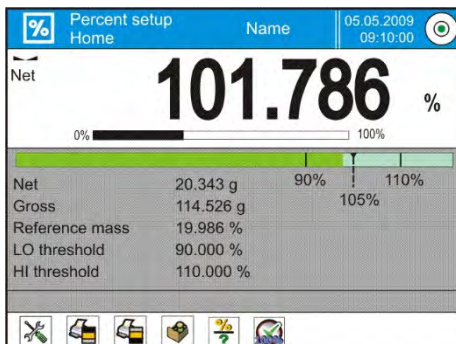 Percent setup
Home
Name
05.05.2009
09:10:00
Net
101.786 %
0% 100%
90% 110%
105%
Net 20.343 g
Gross 114.526 g
Reference mass 19.986 %
LO threshold 90.000 %
HI threshold 110.000 %